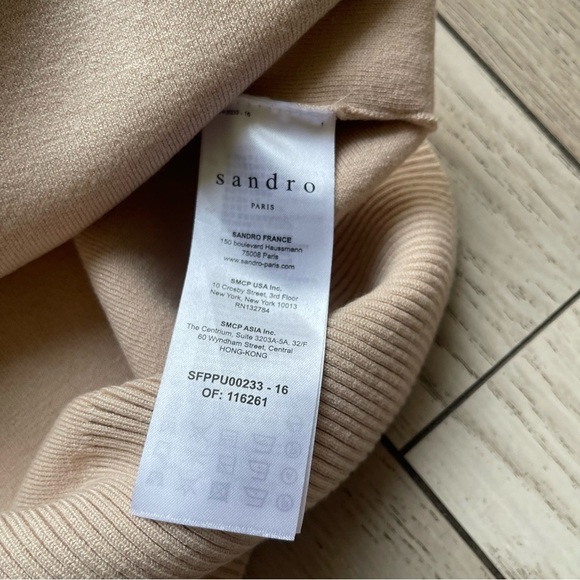 sandro
PARIS
SANDRO FRANCE
150 boulevard Haussmann
75008 Paris
www.sandro-paris.com
SMCP USA Inc.
10 Crosby Street, 3rd Floor
New York, New York 10013
RN132784
SMCP ASIA Inc.
The Centrium, Suite 3203A-5A, 32/F
60 Wyndham Street, Central
HONG-KONG
SFPPU00233 - 16
OF: 116261